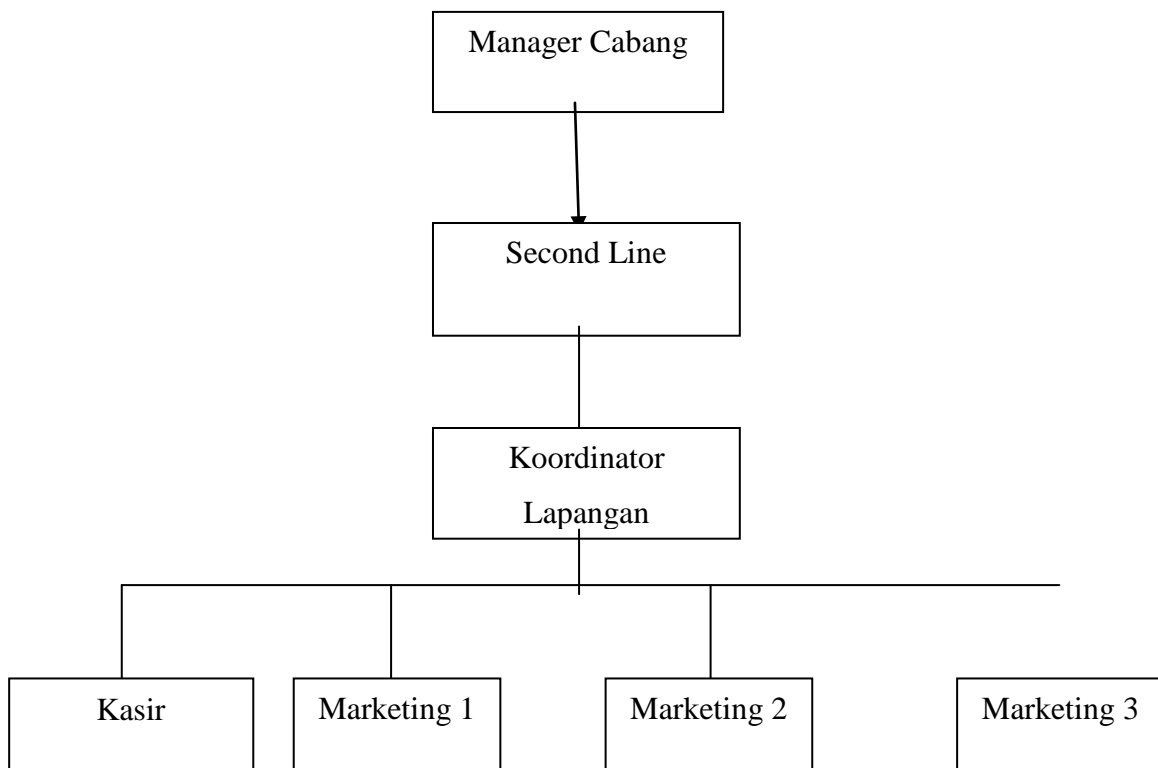 Manager Cabang
Second Line
Koordinator
Lapangan
Kasir
Marketing 1
Marketing 2
Marketing 3